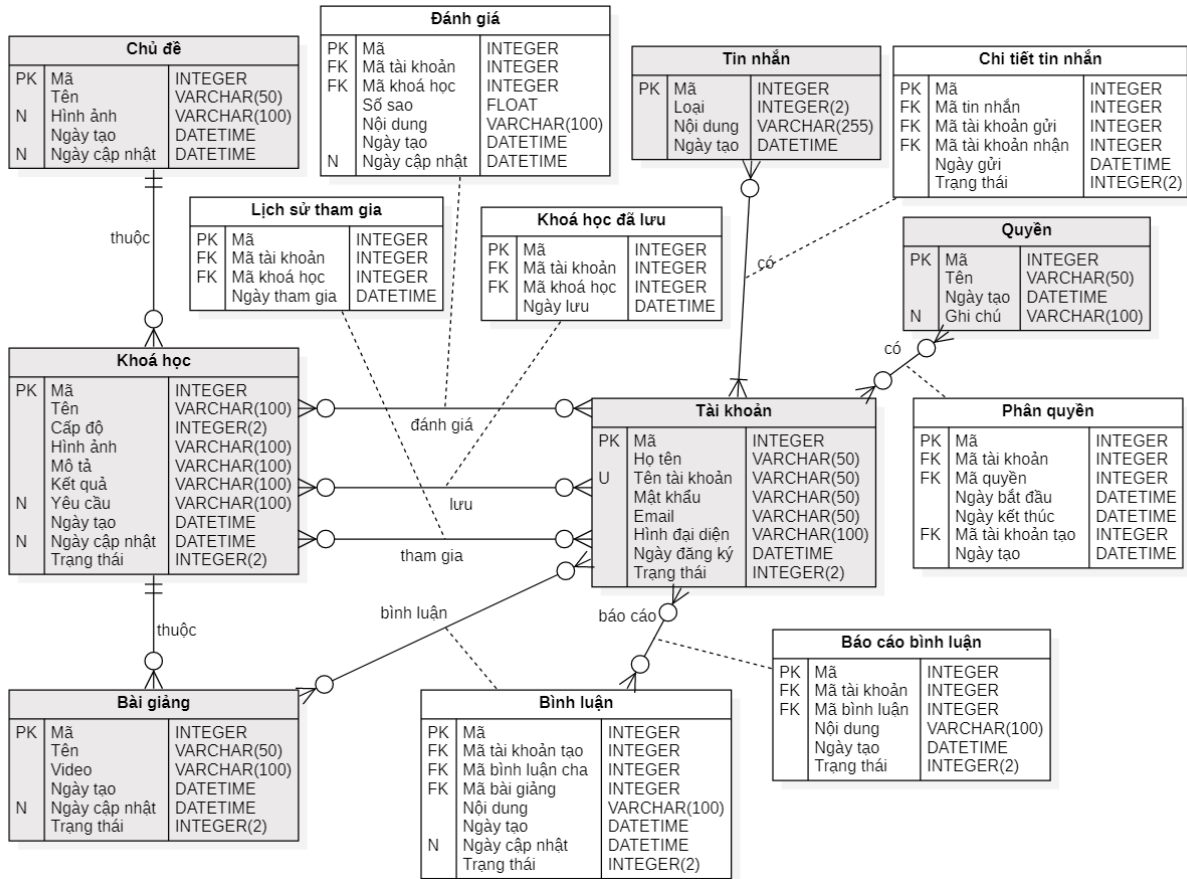 Chủ đề
PK Mã INTEGER
Tên VARCHAR(50)
N Hình ảnh VARCHAR(100)
Ngày tạo DATETIME
N Ngày cập nhật DATETIME
Đánh giá
PK Mã INTEGER
FK Mã tài khoản INTEGER
FK Mã khoá học INTEGER
Số sao FLOAT
Nội dung VARCHAR(100)
Ngày tạo DATETIME
N Ngày cập nhật DATETIME
Tin nhắn
PK Mã INTEGER
Loại INTEGER(2)
Nội dung VARCHAR(255)
Ngày tạo DATETIME
Chi tiết tin nhắn
PK Mã INTEGER
FK Mã tin nhắn INTEGER
FK Mã tài khoản gửi INTEGER
FK Mã tài khoản nhận INTEGER
Ngày gửi DATETIME
Trạng thái INTEGER(2)
thuộc
Lịch sử tham gia
PK Mã INTEGER
FK Mã tài khoản INTEGER
FK Mã khoá học INTEGER
Ngày tham gia DATETIME
Khoá học đã lưu
PK Mã INTEGER
FK Mã tài khoản INTEGER
FK Mã khoá học INTEGER
Ngày lưu DATETIME
có
Quyền
PK Mã INTEGER
Tên VARCHAR(50)
Ngày tạo DATETIME
N Ghi chú VARCHAR(100)
có
Khoá học
PK Mã INTEGER
Tên VARCHAR(100)
Cấp độ INTEGER(2)
Hình ảnh VARCHAR(100)
Mô tả VARCHAR(100)
Kết quả VARCHAR(100)
N Yêu cầu VARCHAR(100)
Ngày tạo DATETIME
N Ngày cập nhật DATETIME
Trạng thái INTEGER(2)
đánh giá
lưu
tham gia
Tài khoản
PK Mã INTEGER
Họ tên VARCHAR(50)
U Tên tài khoản VARCHAR(50)
Mật khẩu VARCHAR(50)
Email VARCHAR(50)
Hình đại diện VARCHAR(100)
Ngày đăng ký DATETIME
Trạng thái INTEGER(2)
Phân quyền
PK Mã INTEGER
FK Mã tài khoản INTEGER
FK Mã quyền INTEGER
Ngày bắt đầu DATETIME
Ngày kết thúc DATETIME
FK Mã tài khoản tạo INTEGER
Ngày tạo DATETIME
thuộc
bình luận
báo cáo
Bài giảng
PK Mã INTEGER
Tên VARCHAR(50)
Video VARCHAR(100)
Ngày tạo DATETIME
N Ngày cập nhật DATETIME
Trạng thái INTEGER(2)
Bình luận
PK Mã INTEGER
FK Mã tài khoản tạo INTEGER
FK Mã bình luận cha INTEGER
FK Mã bài giảng INTEGER
Nội dung VARCHAR(100)
Ngày tạo DATETIME
N Ngày cập nhật DATETIME
Trạng thái INTEGER(2)
Báo cáo bình luận
PK Mã INTEGER
FK Mã tài khoản INTEGER
FK Mã bình luận INTEGER
Nội dung VARCHAR(100)
Ngày tạo DATETIME
Trạng thái INTEGER(2)